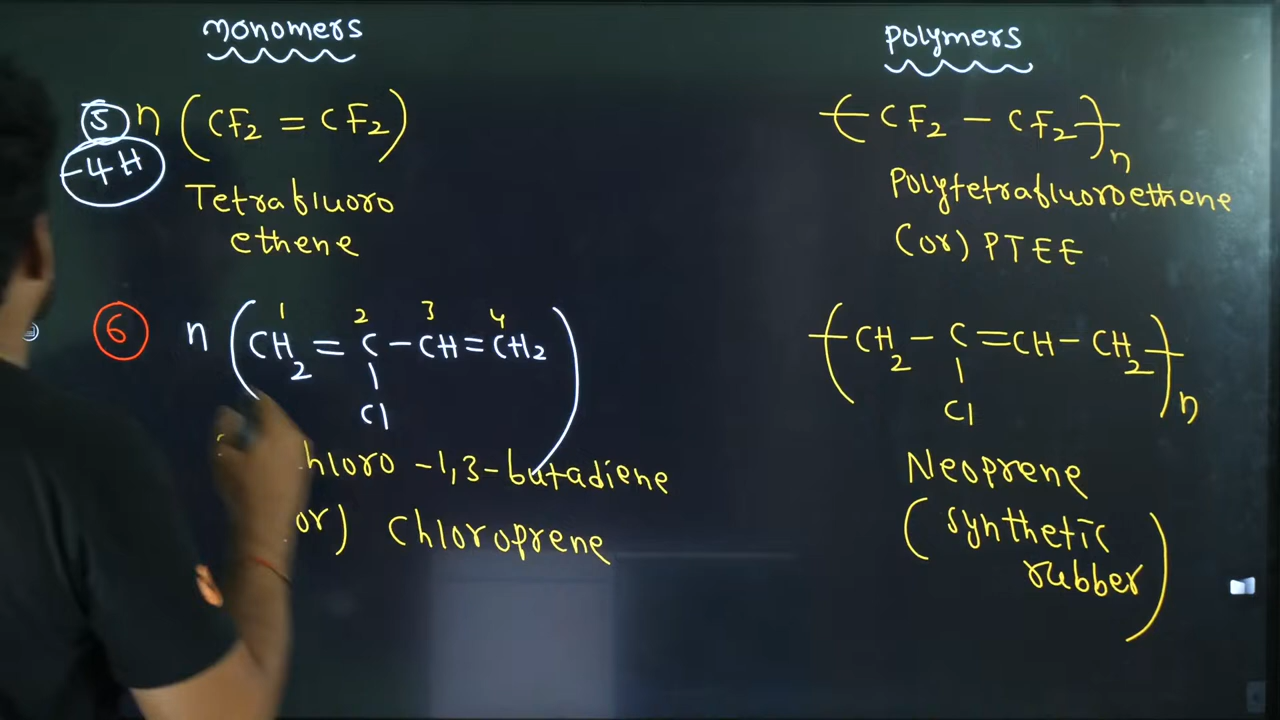 monomers
polymers
5 n (CF2 = CF2)
-4H
Tetrafluoro
ethene
( CF2 - CF2 )n
Polytetrafluoroethene
(or) PTEE
6 n ( CH2 = C - CH = CH2 )
1 2 3 4
Cl
hloro -1,3-butadiene
or) chloroprene
( CH2 - C = CH - CH2 )n
Cl
Neoprene
( synthetic
rubber )